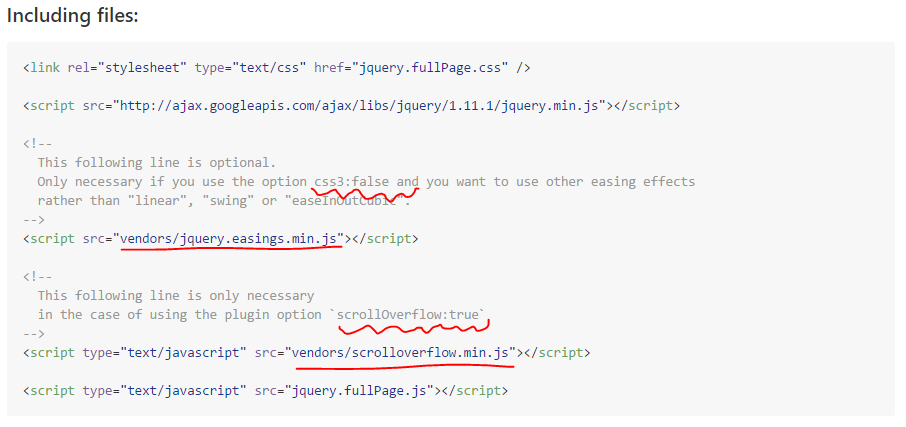 Including files:
<link rel="stylesheet" type="text/css" href="jquery.fullPage.css" />
<script src="http://ajax.googleapis.com/ajax/libs/jquery/1.11.1/jquery.min.js"></script>
<!--
This following line is optional.
Only necessary if you use the option css3:false and you want to use other easing effects
rather than "linear", "swing" or "easeInOutCubic".
-->
<script src="vendors/jquery.easings.min.js"></script>
<!--
This following line is only necessary
in the case of using the plugin option `scrollOverflow:true`
-->
<script type="text/javascript" src="vendors/scrolloverflow.min.js"></script>
<script type="text/javascript" src="jquery.fullPage.js"></script>